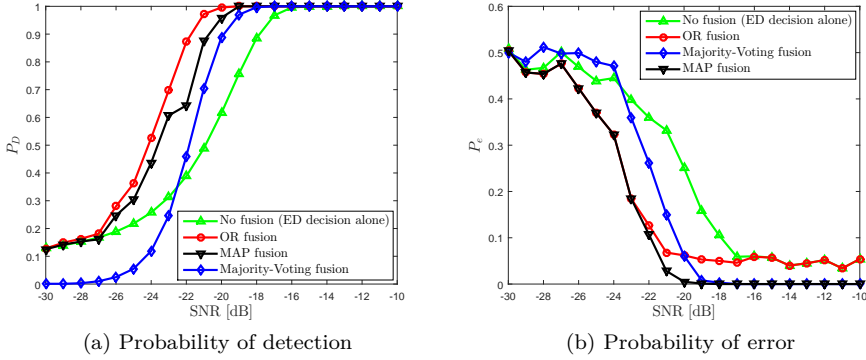 1
0.9
0.8
0.7
0.6
0.5
0.4
0.3
0.2
0.1
0
P_D
-30 -28 -26 -24 -22 -20 -18 -16 -14 -12 -10
SNR [dB]
No fusion (ED decision alone)
OR fusion
MAP fusion
Majority-Voting fusion
(a) Probability of detection
0.6
0.5
0.4
0.3
0.2
0.1
0
P_e
-30 -28 -26 -24 -22 -20 -18 -16 -14 -12 -10
SNR [dB]
No fusion (ED decision alone)
OR fusion
Majority-Voting fusion
MAP fusion
(b) Probability of error